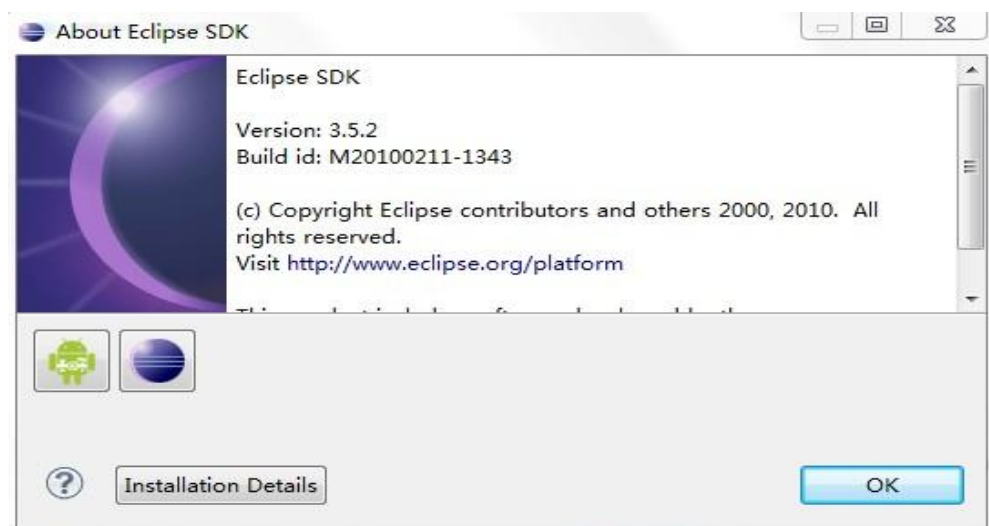 About Eclipse SDK
Eclipse SDK
Version: 3.5.2
Build id: M20100211-1343
(c) Copyright Eclipse contributors and others 2000, 2010. All
rights reserved.
Visit http://www.eclipse.org/platform
Installation Details
OK